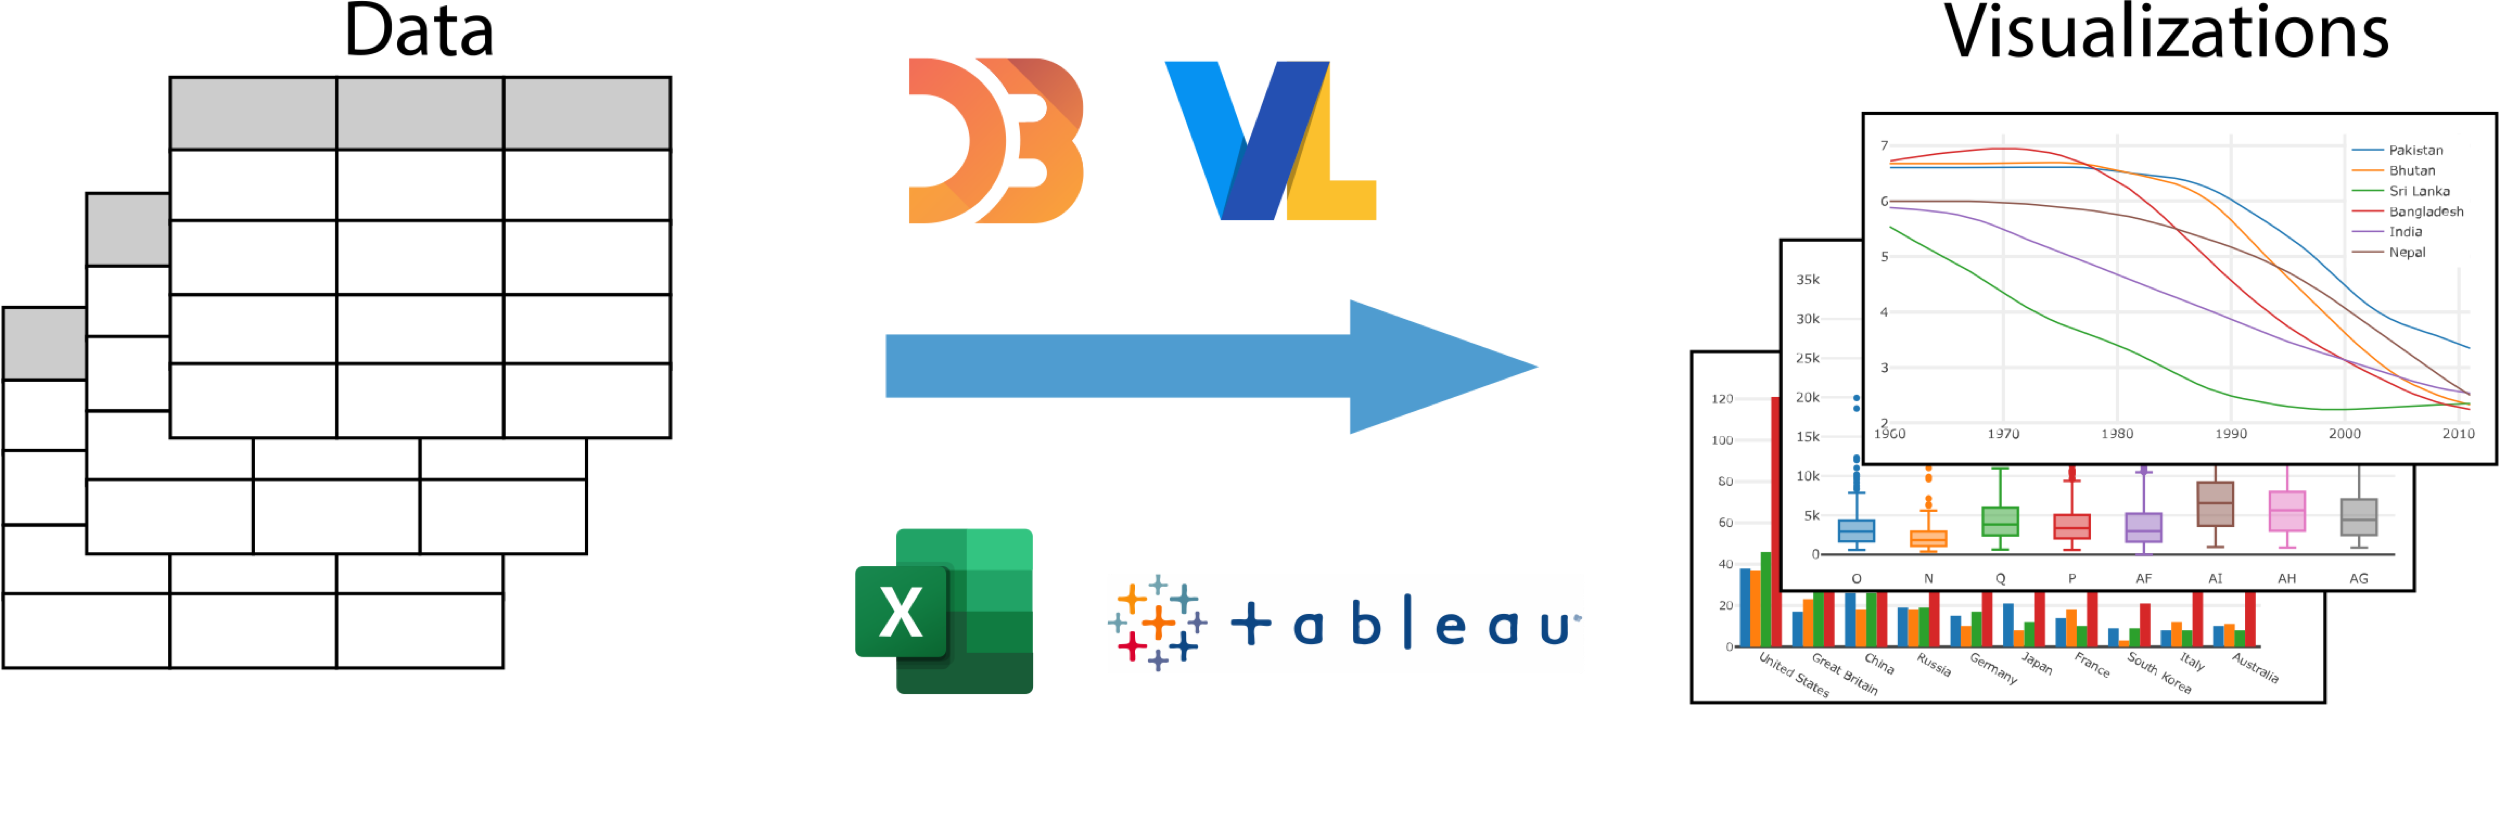 Data
Visualizations
D3
VL
X
+ a b l e a u
7
6
5
4
3
2
1960 1970 1980 1990 2000 2010
Pakistan
Bhutan
Sri Lanka
Bangladesh
India
Nepal
35k
30k
25k
20k
15k
10k
5k
0
O N Q P AF AI AH AG
120
100
80
60
40
20
0
United States Great Britain China Russia Germany Japan France South Korea Italy Australia